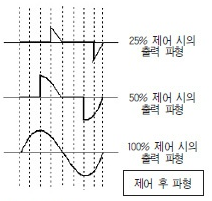 25% 제어 시의
출력 파형
50% 제어 시의
출력 파형
100% 제어 시의
출력 파형
제어 후 파형